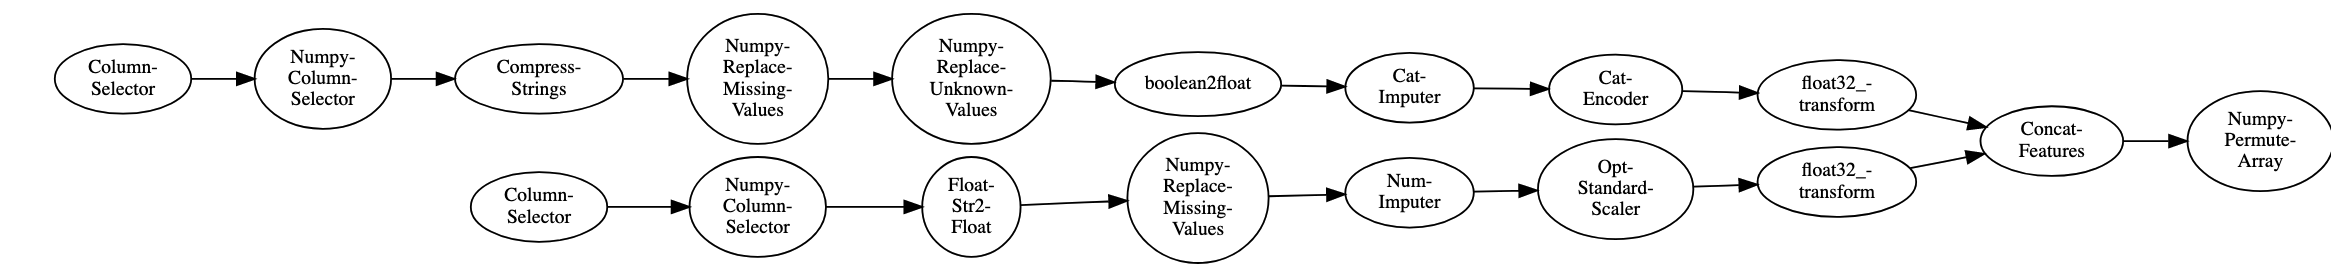 Column-
Selector
Numpy-
Column-
Selector
Compress-
Strings
Numpy-
Replace-
Missing-
Values
Numpy-
Replace-
Unknown-
Values
boolean2float
Cat-
Imputer
Cat-
Encoder
float32_-
transform
Column-
Selector
Numpy-
Column-
Selector
Float-
Str2-
Float
Numpy-
Replace-
Missing-
Values
Num-
Imputer
Opt-
Standard-
Scaler
float32_-
transform
Concat-
Features
Numpy-
Permute-
Array